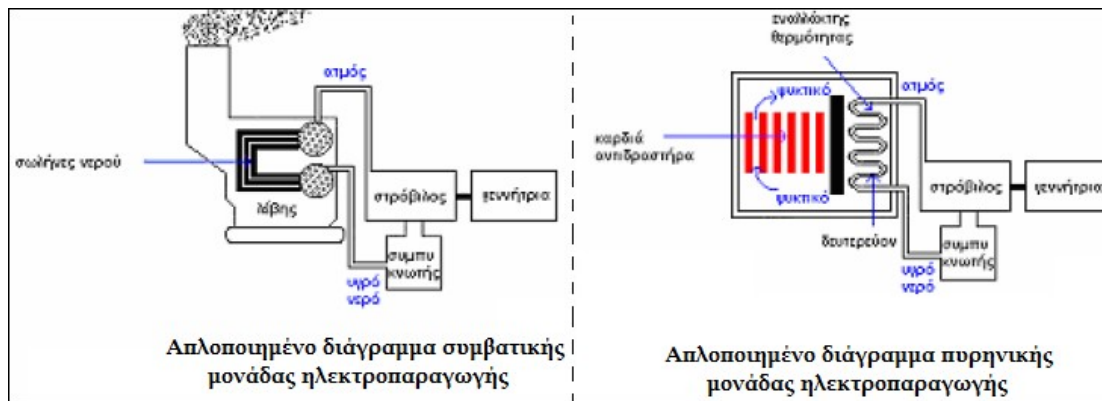 ατμός
σωλήνες νερού
λέβης
στρόβιλος
γεννήτρια
συμπυ
κνωτής
υγρό
νερό
Απλοποιημένο διάγραμμα συμβατικής
μονάδας ηλεκτροπαραγωγής
εναλλάκτης
θερμότητας
ψυκτικό
ατμός
καρδιά
αντιδραστήρα
ψυκτικό
στρόβιλος
γεννήτρια
δευτερεύον
συμπυ
κνωτής
υγρό
νερό
Απλοποιημένο διάγραμμα πυρηνικής
μονάδας ηλεκτροπαραγωγής